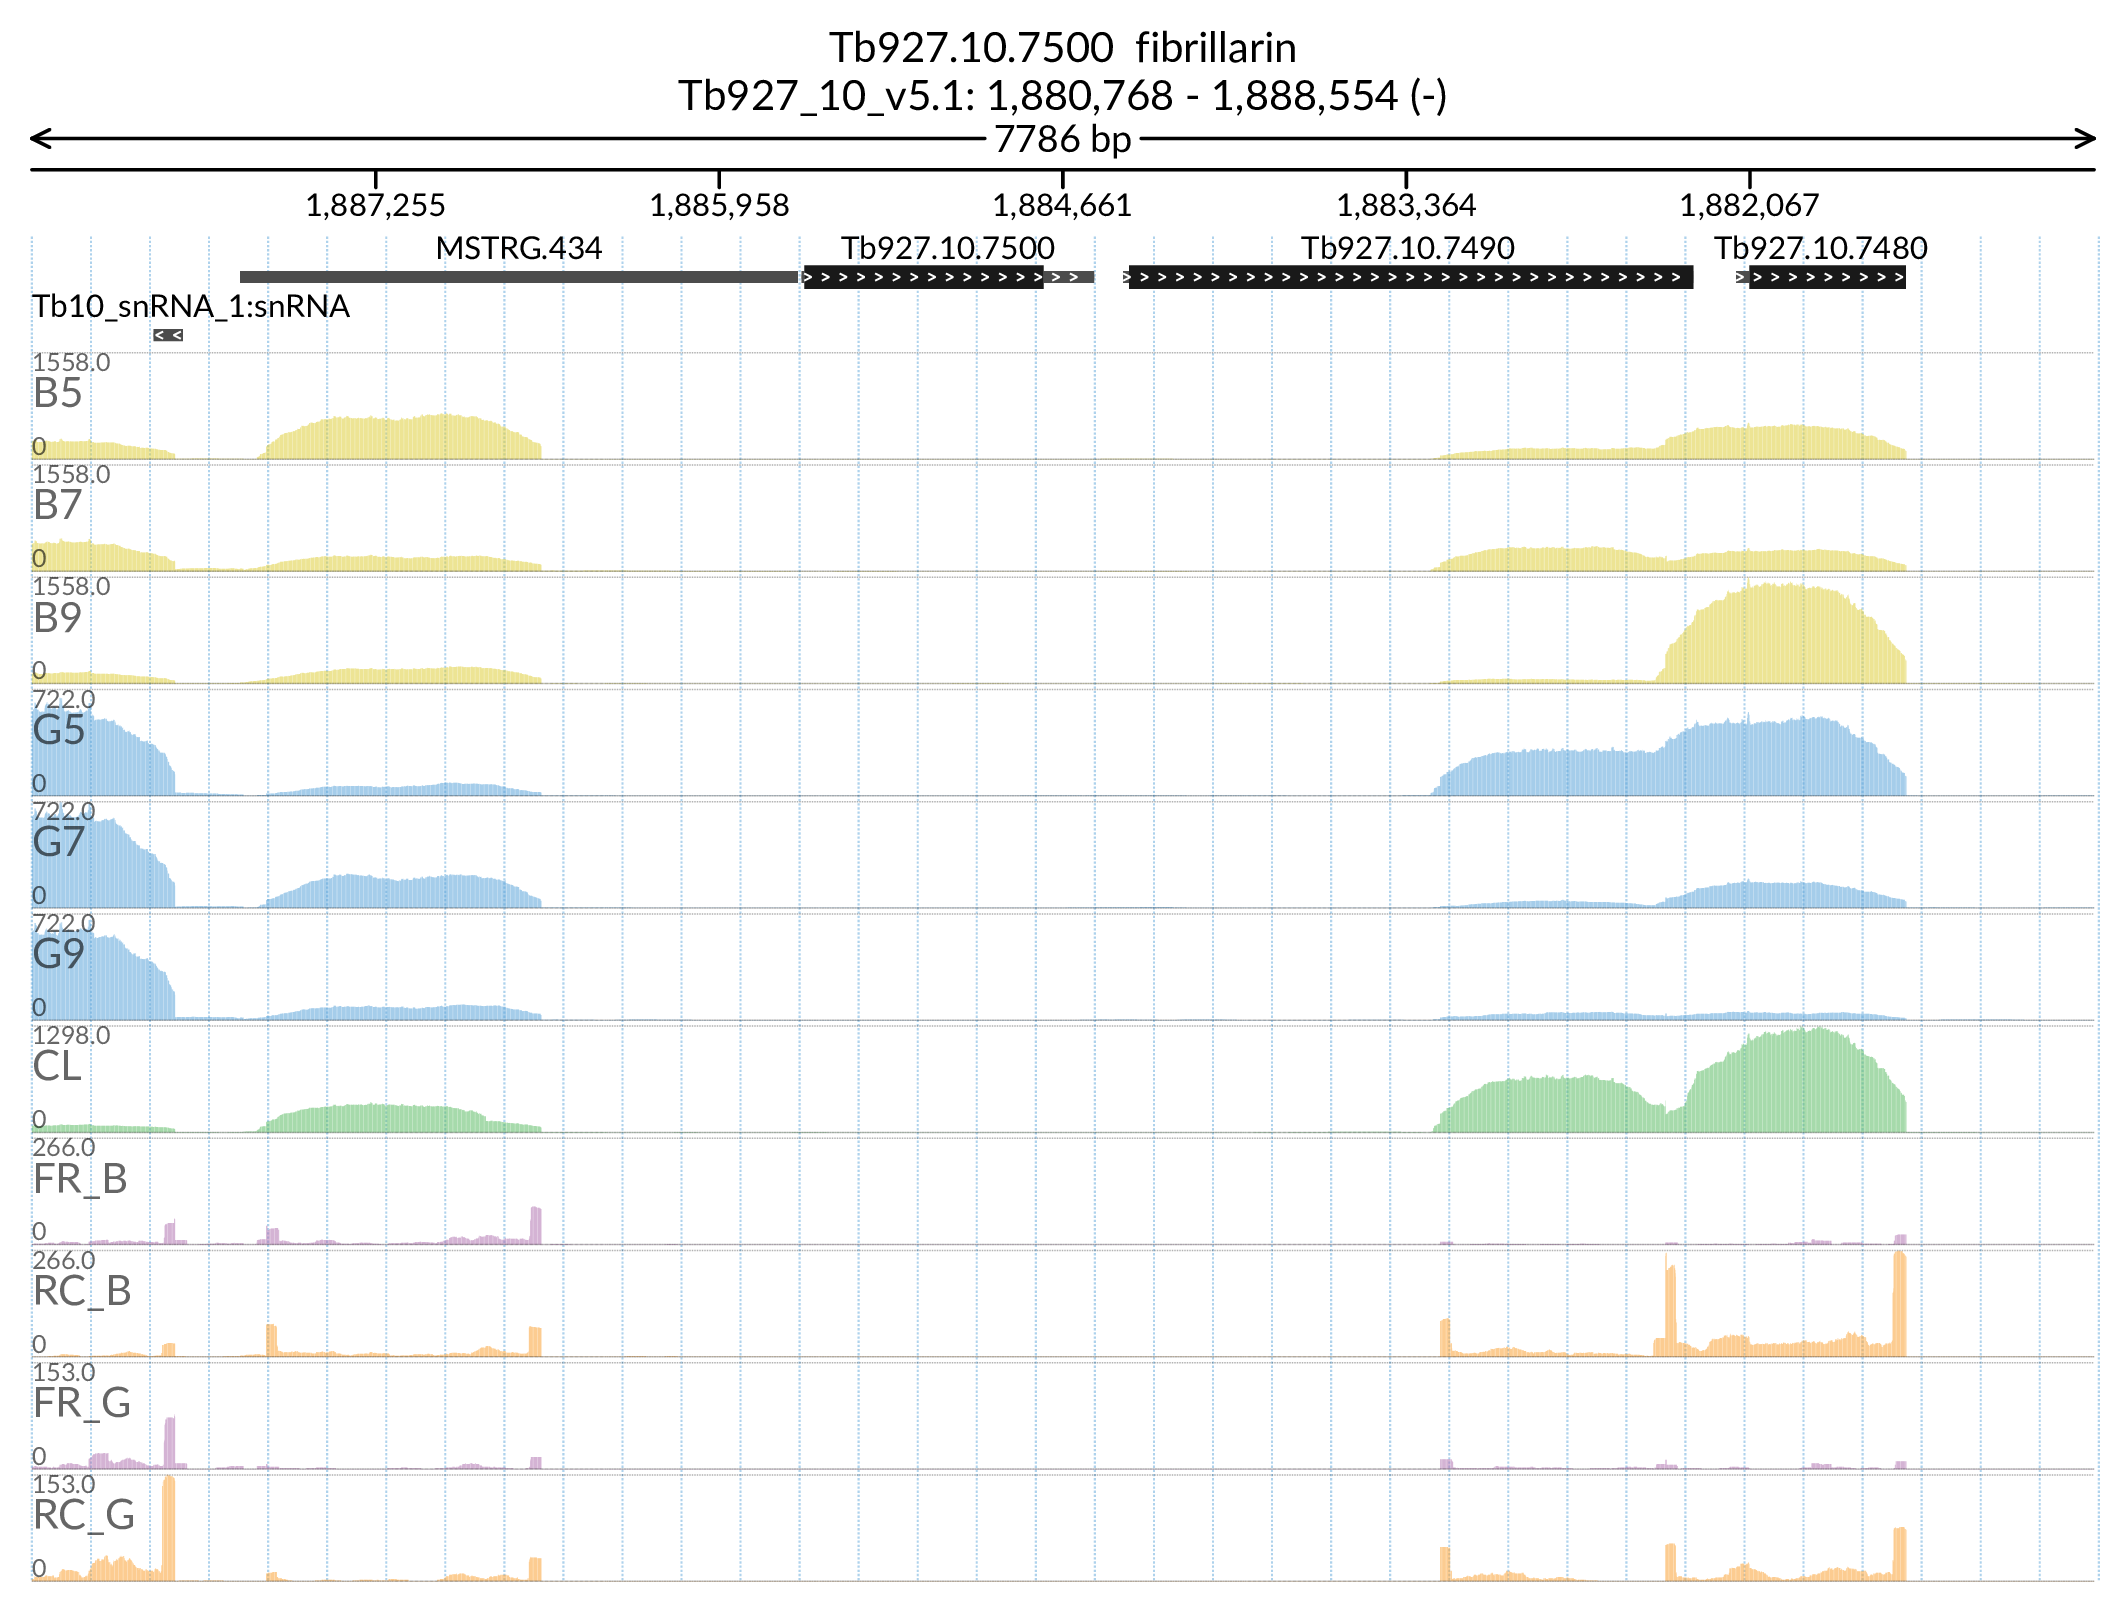 Tb927.10.7500 fibrillarin
Tb927_10_v5.1: 1,880,768 - 1,888,554 (-)
7786 bp
1,887,255 1,885,958 1,884,661 1,883,364 1,882,067
MSTRG.434 Tb927.10.7500 Tb927.10.7490 Tb927.10.7480
Tb10_snRNA_1:snRNA
1558.0
B5
0
1558.0
B7
0
1558.0
B9
0
722.0
G5
0
722.0
G7
0
722.0
G9
0
1298.0
CL
0
266.0
FR_B
0
266.0
RC_B
0
153.0
FR_G
0
153.0
RC_G
0